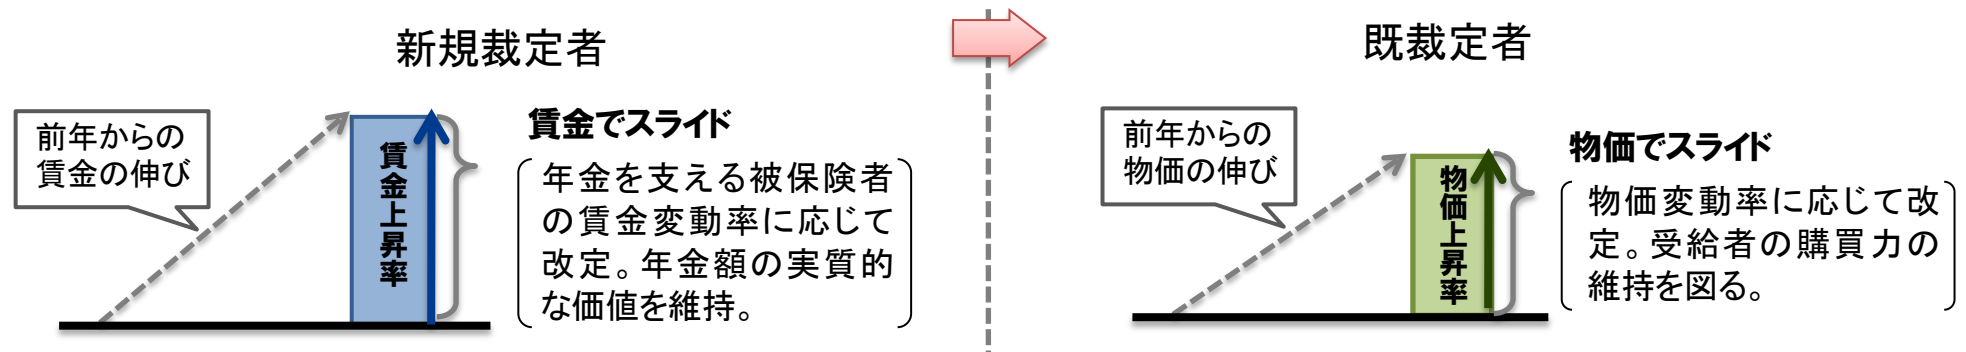 新規裁定者
前年からの
賃金の伸び
賃金上昇率
賃金でスライド
年金を支える被保険者
の賃金変動率に応じて
改定。年金額の実質的
な価値を維持。
既裁定者
前年からの
物価の伸び
物価上昇率
物価でスライド
物価変動率に応じて改
定。受給者の購買力の
維持を図る。